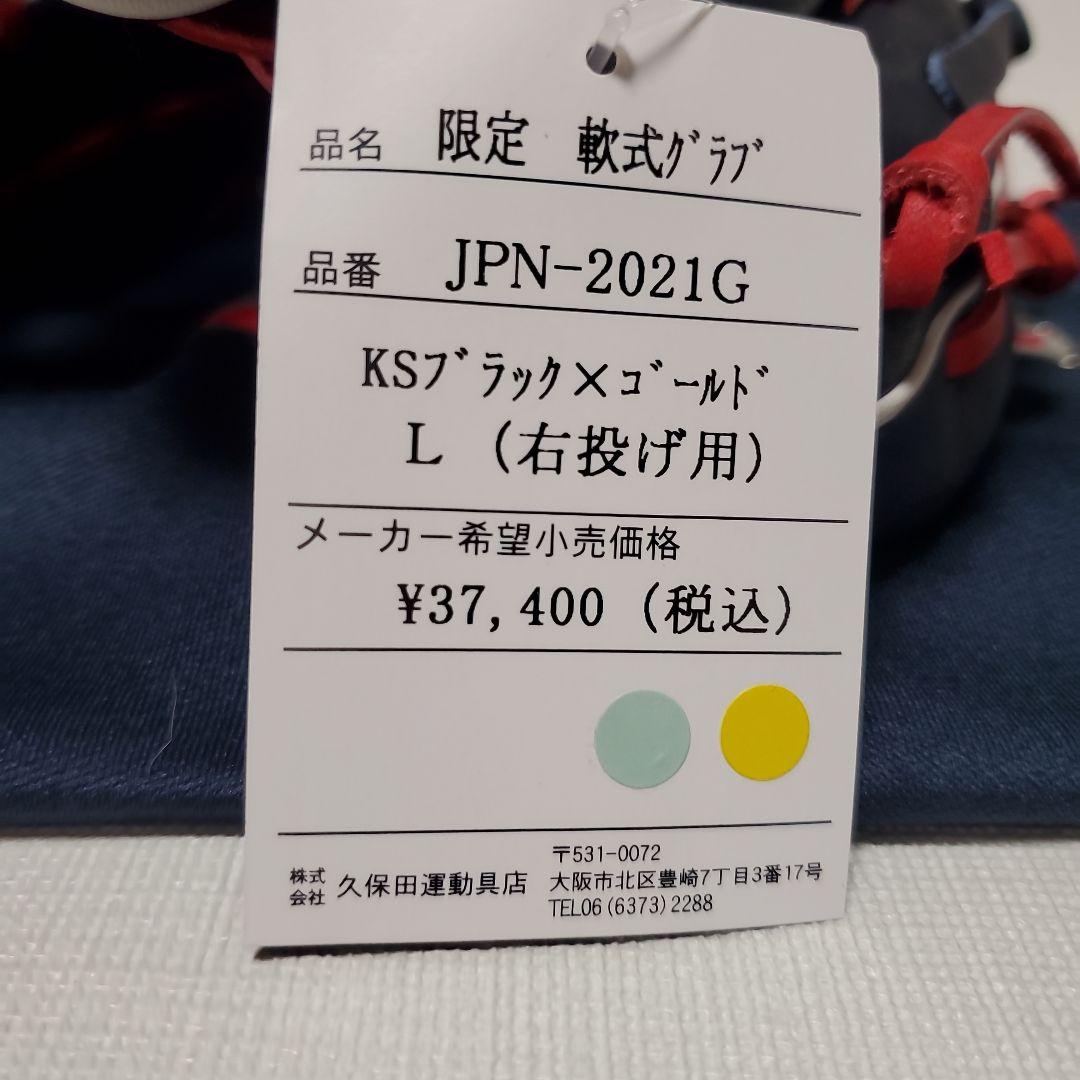 品名 限定 軟式ｸﾞﾗﾌﾞ
品番 JPN-2021G
KSﾌﾞﾗｯｸ×ｺﾞｰﾙﾄﾞ
L (右投げ用)
メーカー希望小売価格
¥37,400 (税込)
〒531-0072
株式会社 久保田運動具店 大阪市北区豊崎7丁目3番17号
TEL06(6373)2288